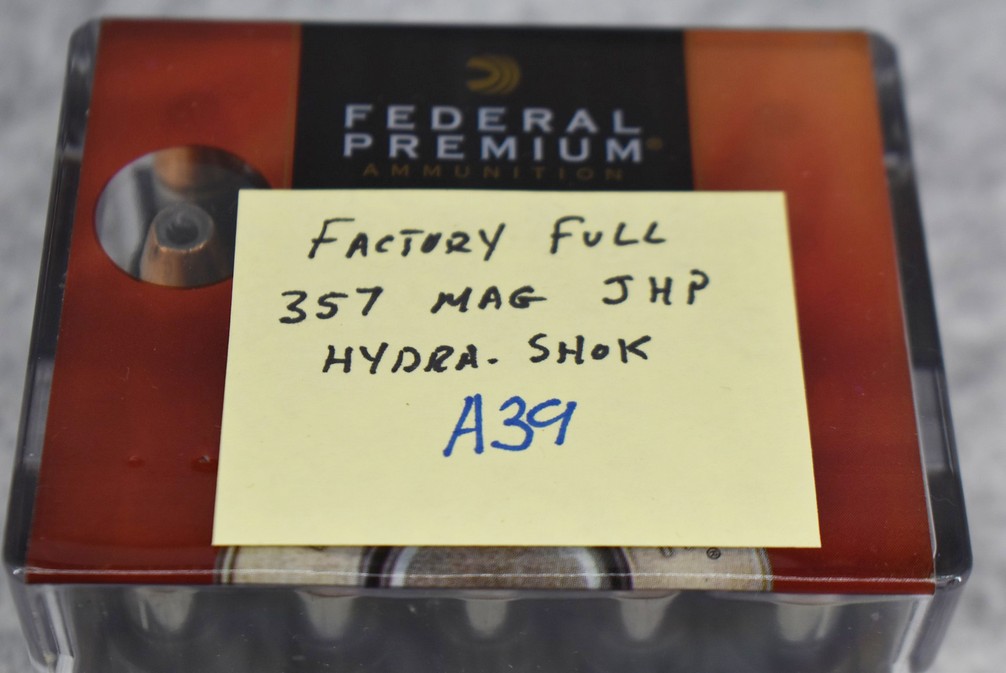 FEDERAL
PREMIUM®
AMMUNITION
FACTORY FULL
357 MAG JHP
HYDRA-SHOK
A39
®